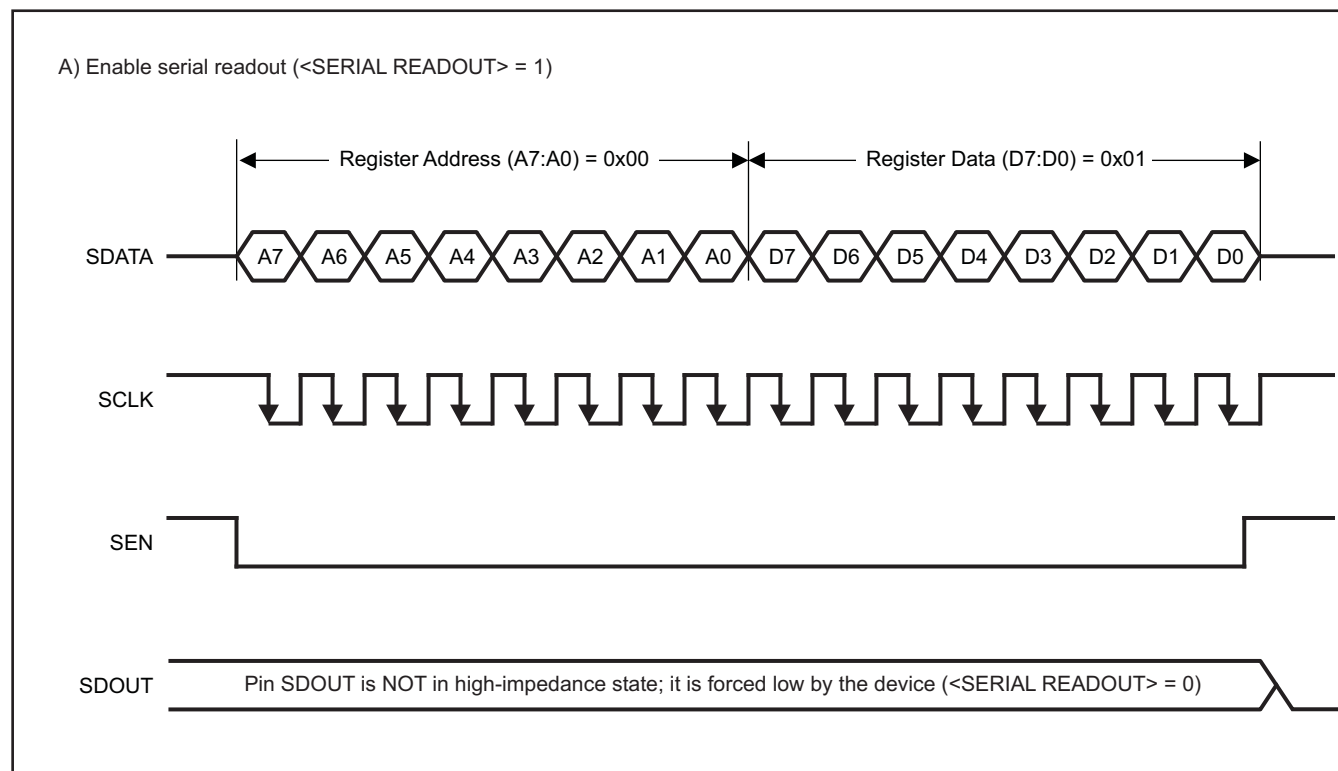 A) Enable serial readout (<SERIAL READOUT> = 1)
Register Address (A7:A0) = 0x00
Register Data (D7:D0) = 0x01
SDATA
A7 A6 A5 A4 A3 A2 A1 A0 D7 D6 D5 D4 D3 D2 D1 D0
SCLK
SEN
SDOUT
Pin SDOUT is NOT in high-impedance state; it is forced low by the device (<SERIAL READOUT> = 0)